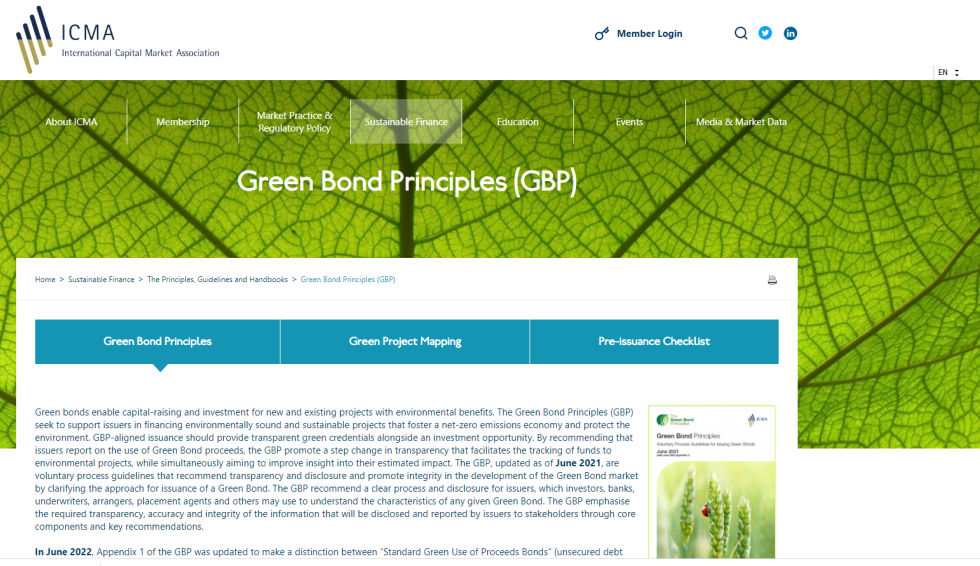 ICMA
International Capital Market Association
Member Login
EN
About ICMA
Membership
Market Practice &
Regulatory Policy
Sustainable Finance
Education
Events
Media & Market Data
Green Bond Principles (GBP)
Home > Sustainable Finance > The Principles, Guidelines and Handbooks > Green Bond Principles (GBP)
Green Bond Principles
Green Project Mapping
Pre-issuance Checklist
Green bonds enable capital-raising and investment for new and existing projects with environmental benefits. The Green Bond Principles (GBP)
seek to support issuers in financing environmentally sound and sustainable projects that foster a net-zero emissions economy and protect the
environment. GBP-aligned issuance should provide transparent green credentials alongside an investment opportunity. By recommending that
issuers report on the use of Green Bond proceeds, the GBP promote a step change in transparency that facilitates the tracking of funds to
environmental projects, while simultaneously aiming to improve insight into their estimated impact. The GBP, updated as of June 2021, are
voluntary process guidelines that recommend transparency and disclosure and promote integrity in the development of the Green Bond market
by clarifying the approach for issuance of a Green Bond. The GBP recommend a clear process and disclosure for issuers, which investors, banks,
underwriters, arrangers, placement agents and others may use to understand the characteristics of any given Green Bond. The GBP emphasise
the required transparency, accuracy and integrity of the information that will be disclosed and reported by issuers to stakeholders through core
components and key recommendations.
In June 2022, Appendix 1 of the GBP was updated to make a distinction between "Standard Green Use of Proceeds Bonds" (unsecured debt
The
Green Bond
Principles
ICMA
Green Bond Principles
Voluntary Process Guidelines for Issuing Green Bonds
June 2021